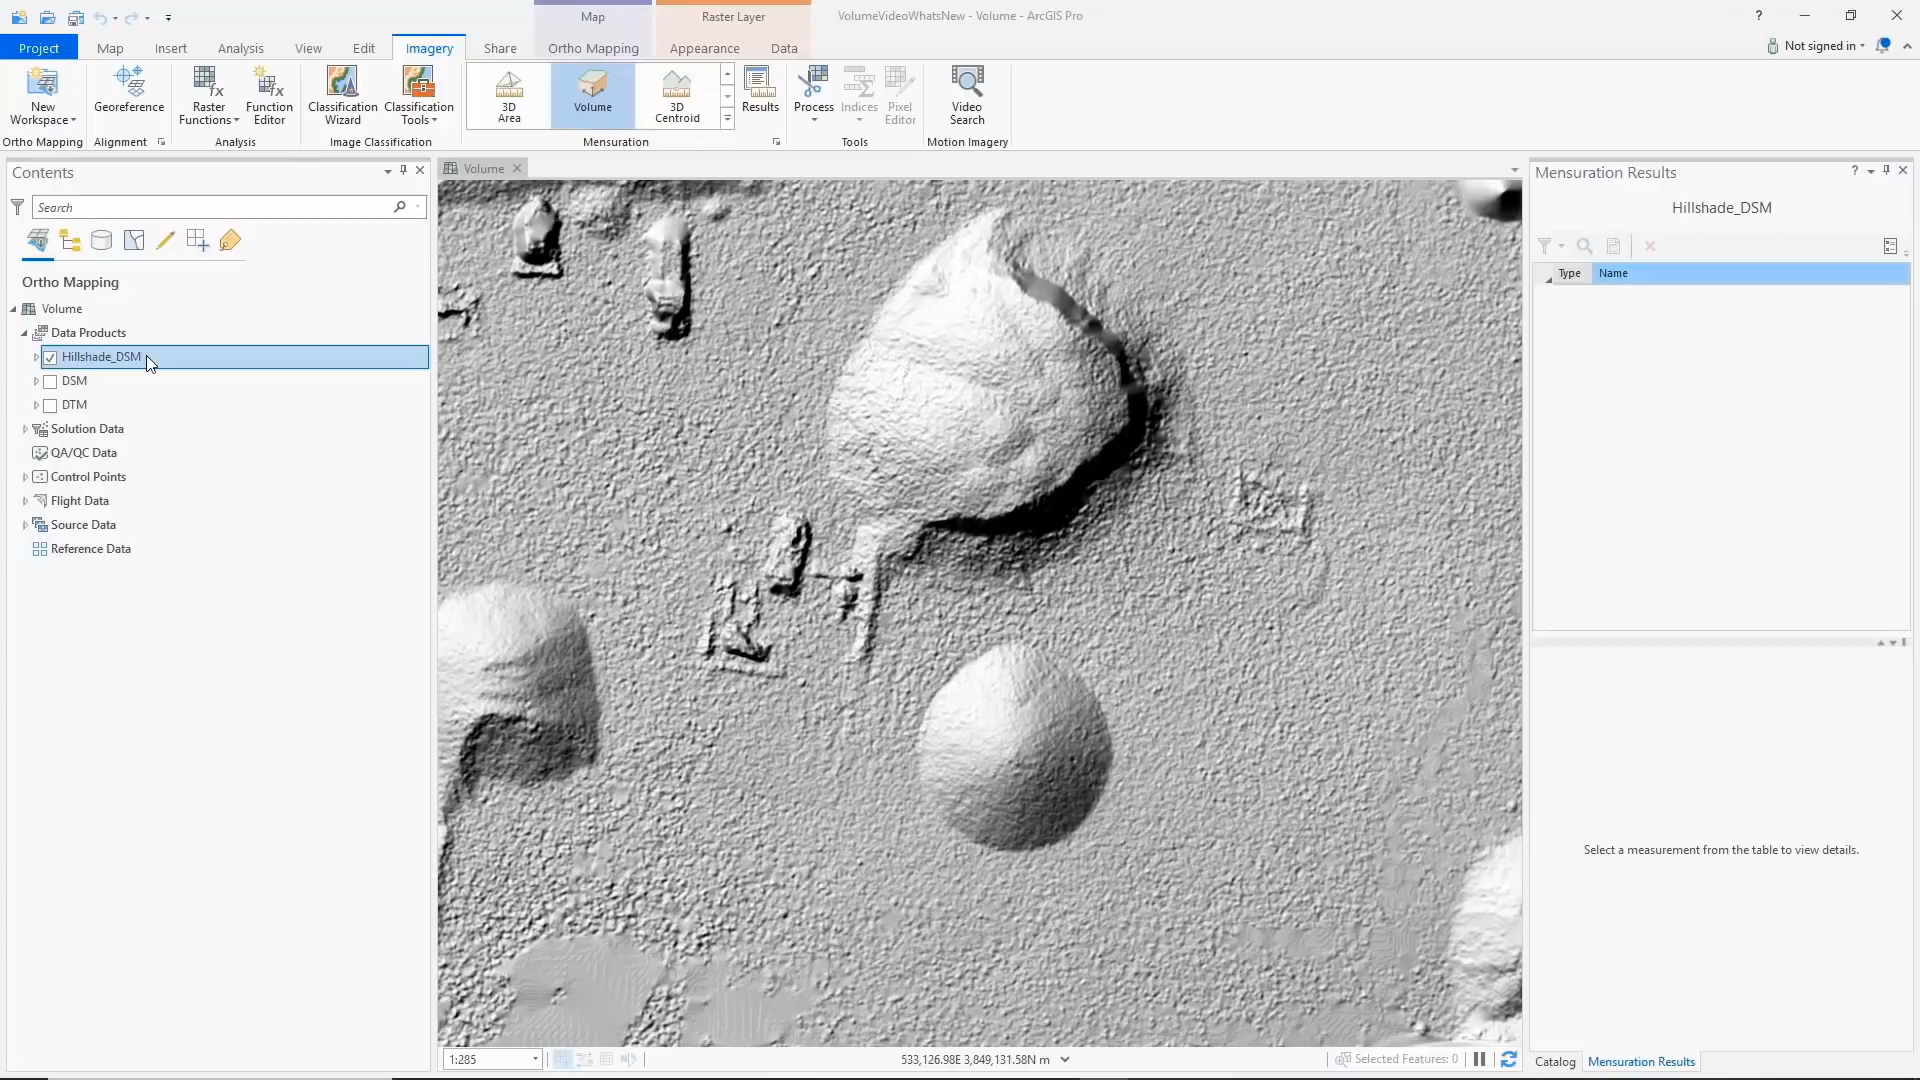 Map
Raster Layer
VolumeVideoWhatsNew - Volume - ArcGIS Pro
?
Project
Map
Insert
Analysis
View
Edit
Imagery
Share
Ortho Mapping
Appearance
Data
Not signed in
New Workspace
Georeference
Raster Functions
Function Editor
Classification Wizard
Classification Tools
3D Area
Volume
3D Centroid
Results
Process
Indices
Pixel Editor
Video Search
Ortho Mapping
Alignment
Analysis
Image Classification
Mensuration
Tools
Motion Imagery
Contents
Search
Ortho Mapping
Volume
Data Products
Hillshade_DSM
DSM
DTM
Solution Data
QA/QC Data
Control Points
Flight Data
Source Data
Reference Data
Volume
1:285
533,126.98E 3,849,131.58N m
Selected Features: 0
Mensuration Results
?
Hillshade_DSM
Type
Name
Select a measurement from the table to view details.
Catalog
Mensuration Results